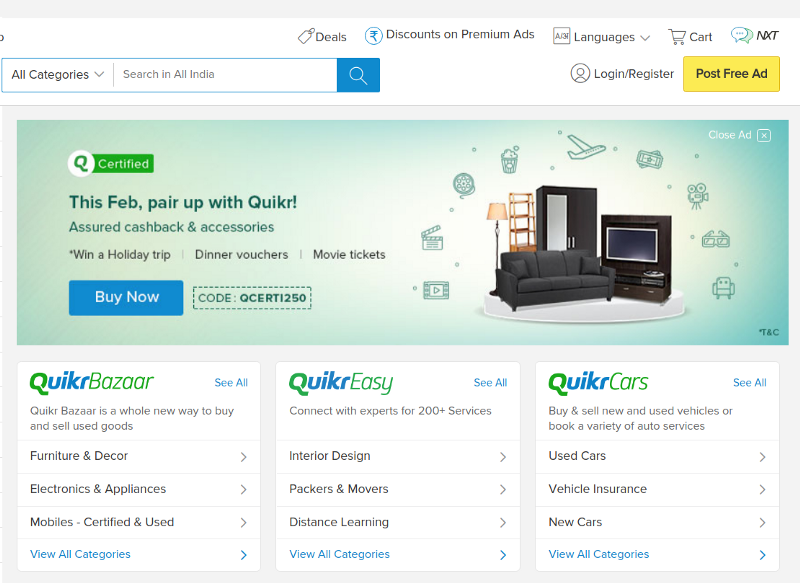 Deals
Discounts on Premium Ads
Languages
Cart
NXT
All Categories
Search in All India
Login/Register
Post Free Ad
Close Ad
Q Certified
This Feb, pair up with Quikr!
Assured cashback & accessories
*Win a Holiday trip | Dinner vouchers | Movie tickets
Buy Now
CODE: QCERT1250
*T&C
QuikrBazaar
See All
Quikr Bazaar is a whole new way to buy
and sell used goods
Furniture & Decor
Electronics & Appliances
Mobiles - Certified & Used
View All Categories
QuikrEasy
See All
Connect with experts for 200+ Services
Interior Design
Packers & Movers
Distance Learning
View All Categories
QuikrCars
See All
Buy & sell new and used vehicles or
book a variety of auto services
Used Cars
Vehicle Insurance
New Cars
View All Categories